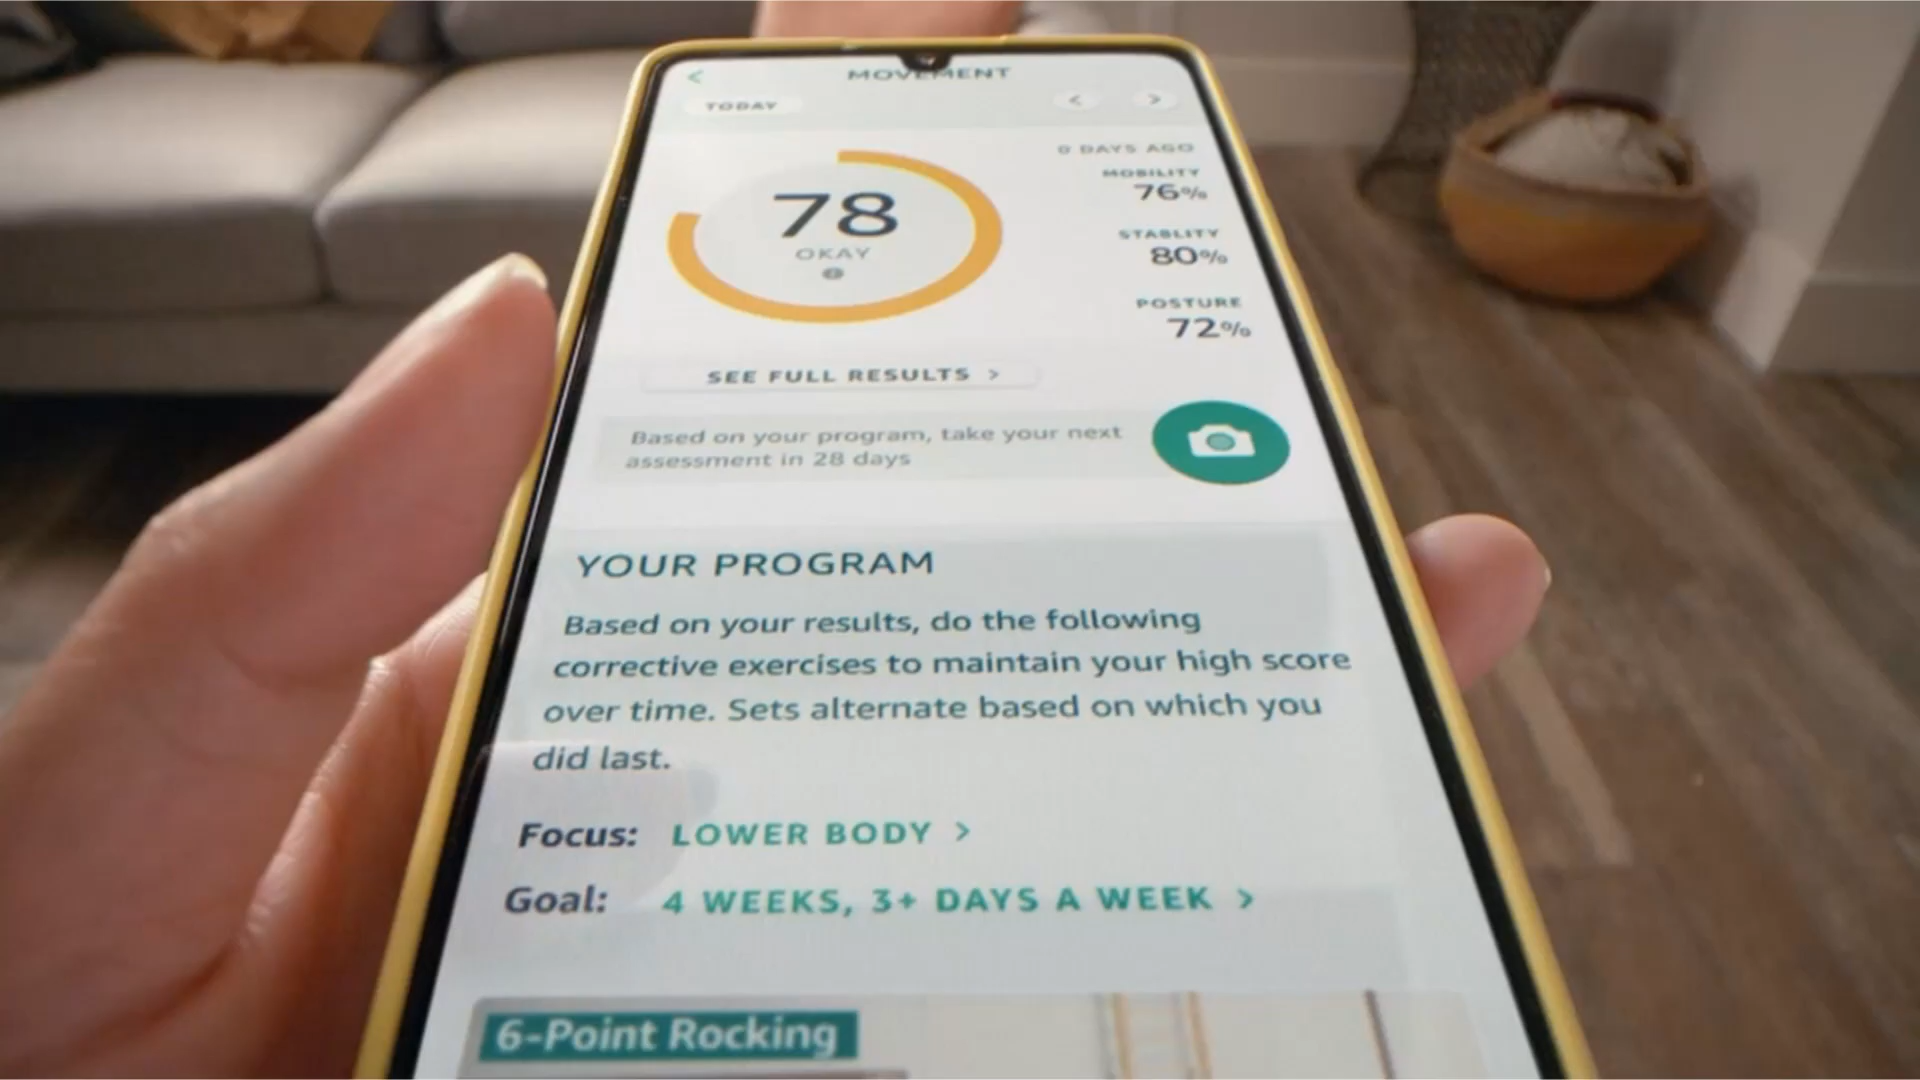 MOVEMENT
TODAY
0 DAYS AGO
MOBILITY
76%
78
OKAY
STABLITY
80%
POSTURE
72%
SEE FULL RESULTS >
Based on your program, take your next
assessment in 28 days
YOUR PROGRAM
Based on your results, do the following
corrective exercises to maintain your high score
over time. Sets alternate based on which you
did last.
Focus: LOWER BODY >
Goal: 4 WEEKS, 3+ DAYS A WEEK >
6-Point Rocking